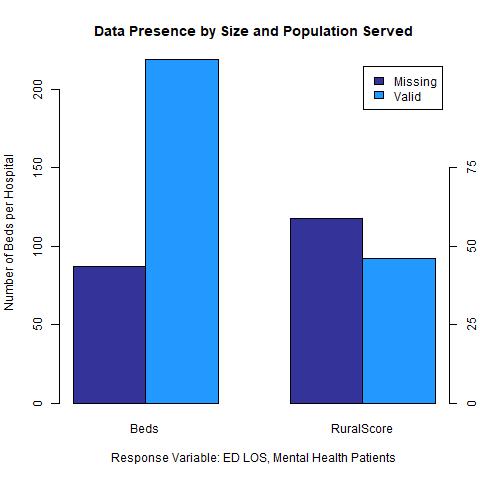 Data Presence by Size and Population Served
Missing
Valid
Number of Beds per Hospital
200
150
100
50
0
75
50
25
0
Beds
RuralScore
Response Variable: ED LOS, Mental Health Patients